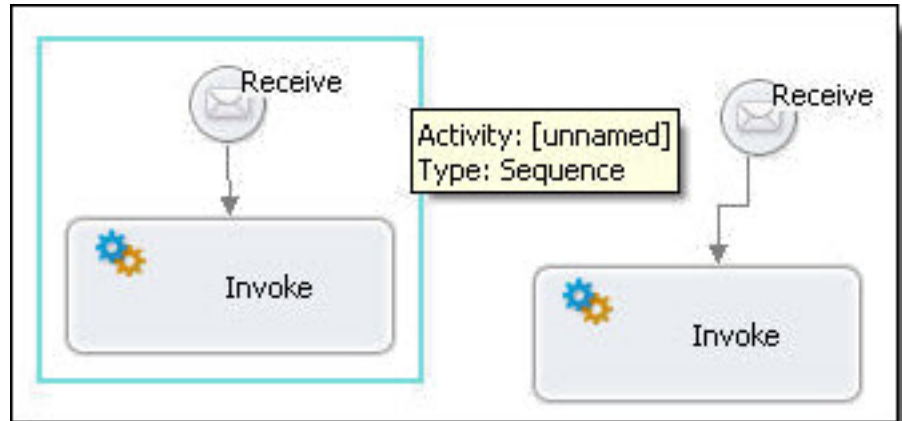 Receive
Invoke
Activity: [unnamed]
Type: Sequence
Receive
Invoke